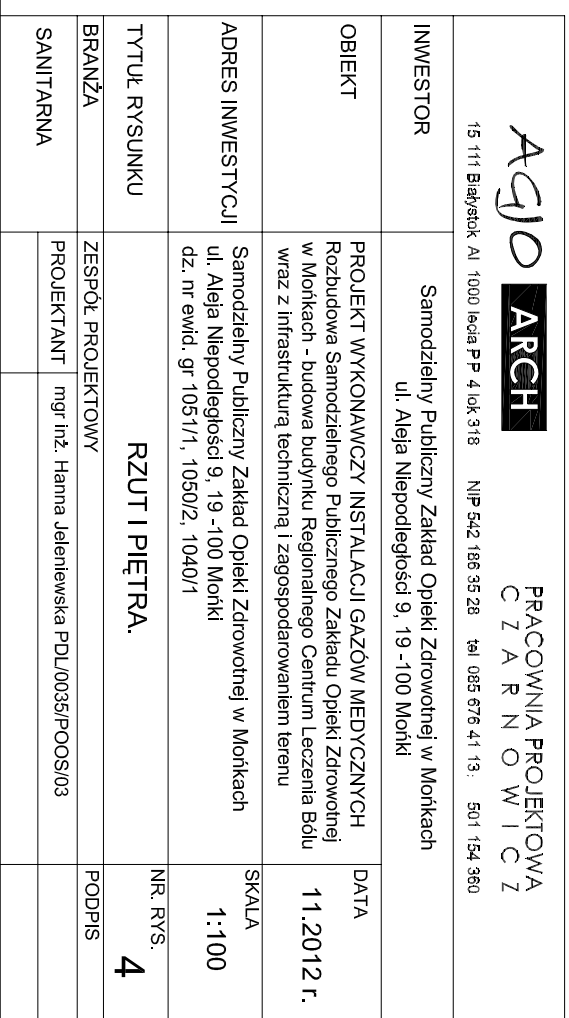 AGJO ARCH
PRACOWNIA PROJEKTOWA
C Z A R N O W I C Z
15 111 Białystok Al 1000 lecia P P 4 lok 318 NIP 542 186 35 28 tel 085 676 41 13 ; 501 154 360
INWESTOR
Samodzielny Publiczny Zakład Opieki Zdrowotnej w Mońkach
ul. Aleja Niepodległości 9, 19 -100 Mońki
OBIEKT
PROJEKT WYKONAWCZY INSTALACJI GAZÓW MEDYCZNYCH
Rozbudowa Samodzielnego Publicznego Zakładu Opieki Zdrowotnej
w Mońkach - budowa budynku Regionalnego Centrum Leczenia Bólu
wraz z infrastrukturą techniczną i zagospodarowaniem terenu
DATA
11.2012 r.
ADRES INWESTYCJI
Samodzielny Publiczny Zakład Opieki Zdrowotnej w Mońkach
ul. Aleja Niepodległości 9, 19 -100 Mońki
dz. nr ewid. gr 1051/1, 1050/2, 1040/1
SKALA
1:100
TYTUŁ RYSUNKU
RZUT I PIĘTRA.
NR. RYS.
4
BRANŻA
ZESPÓŁ PROJEKTOWY
PODPIS
SANITARNA
PROJEKTANT
mgr inż. Hanna Jeleniewska PDL/0035/POOS/03